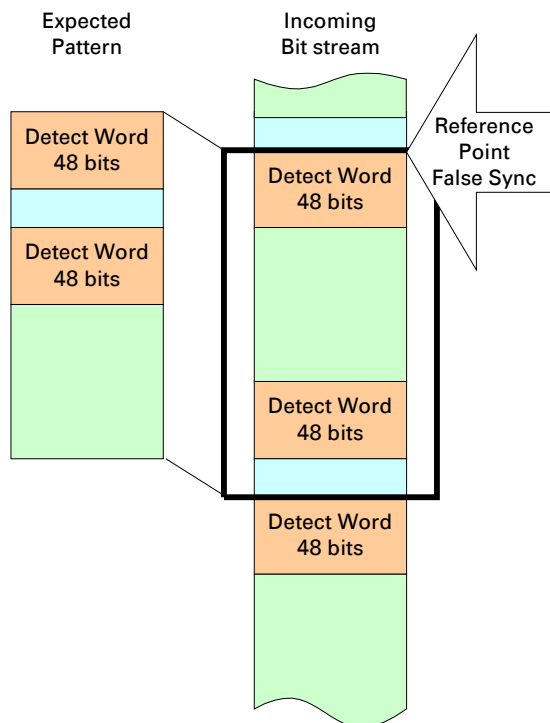 Expected
Pattern
Incoming
Bit stream
Detect Word
48 bits
Detect Word
48 bits
Reference
Point
False Sync
Detect Word
48 bits
Detect Word
48 bits
Detect Word
48 bits